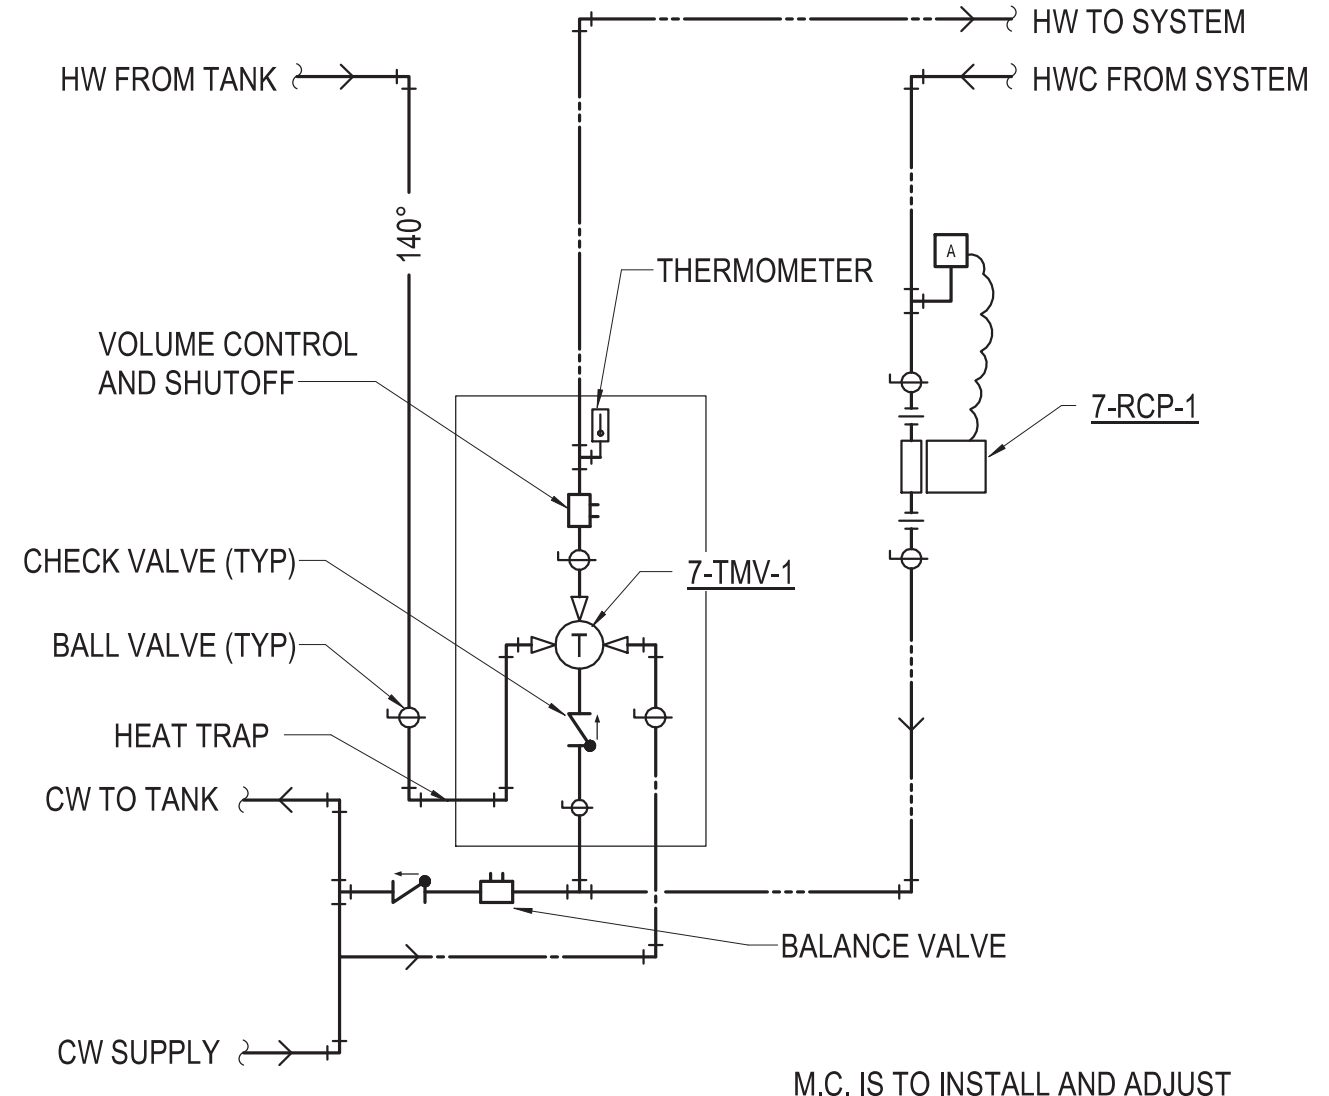 HW TO SYSTEM
HW FROM TANK
HWC FROM SYSTEM
140°
A
THERMOMETER
VOLUME CONTROL
AND SHUTOFF
7-RCP-1
CHECK VALVE (TYP)
7-TMV-1
BALL VALVE (TYP)
T
HEAT TRAP
CW TO TANK
BALANCE VALVE
CW SUPPLY
M.C. IS TO INSTALL AND ADJUST